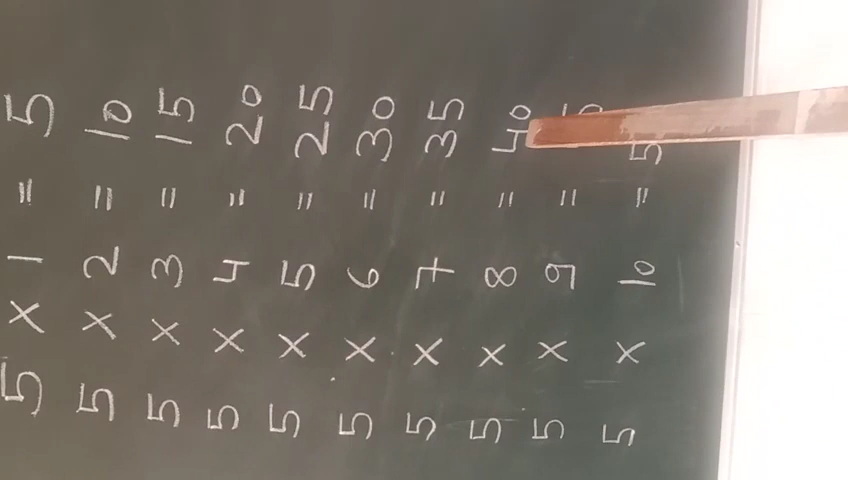 5 × 1 = 5
5 × 2 = 10
5 × 3 = 15
5 × 4 = 20
5 × 5 = 25
5 × 6 = 30
5 × 7 = 35
5 × 8 = 40
5 × 9 =
5 × 10 =